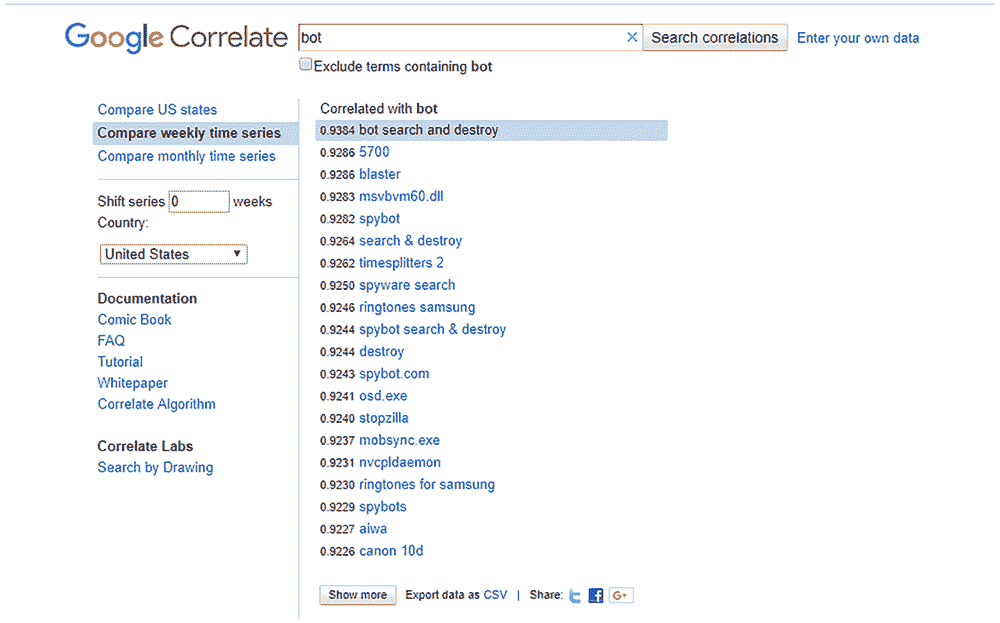 Google Correlate bot × Search correlations Enter your own data
Exclude terms containing bot
Compare US states
Compare weekly time series
Compare monthly time series
Shift series 0 weeks
Country:
United States
Documentation
Comic Book
FAQ
Tutorial
Whitepaper
Correlate Algorithm
Correlate Labs
Search by Drawing
Correlated with bot
0.9384 bot search and destroy
0.9286 5700
0.9286 blaster
0.9283 msvbvm60.dll
0.9282 spybot
0.9264 search & destroy
0.9262 timesplitters 2
0.9250 spyware search
0.9246 ringtones samsung
0.9244 spybot search & destroy
0.9244 destroy
0.9243 spybot.com
0.9241 osd.exe
0.9240 stopzilla
0.9237 mobsync.exe
0.9231 nvcpldaemon
0.9230 ringtones for samsung
0.9229 spybots
0.9227 aiwa
0.9226 canon 10d
Show more Export data as CSV | Share: t f G+